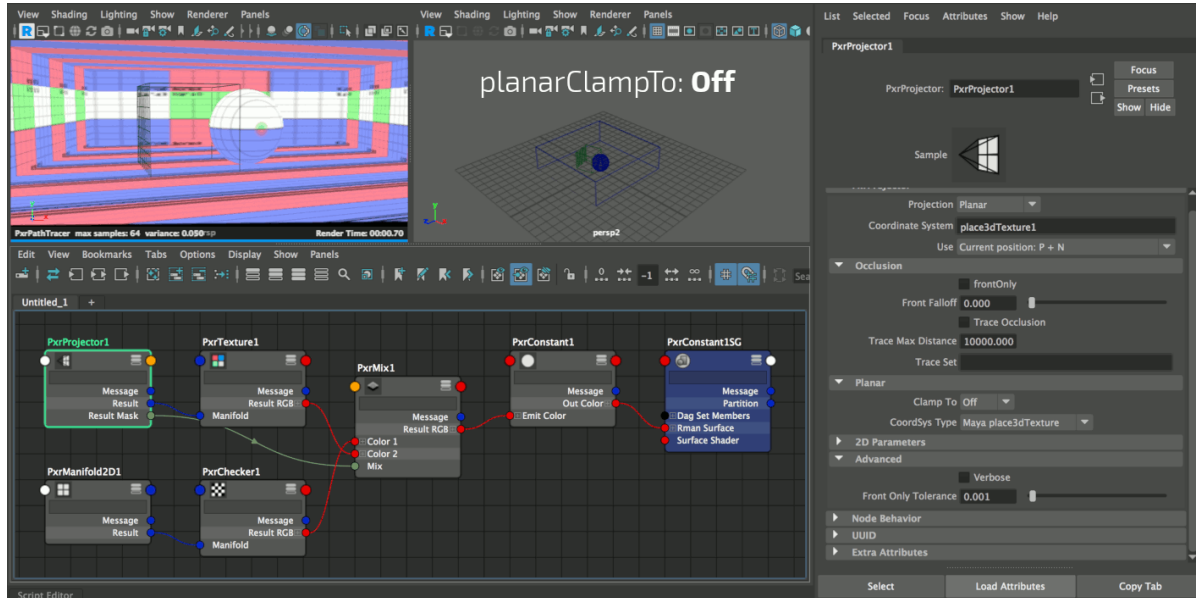 View Shading Lighting Show Renderer Panels
PxrPathTracer max samples: 64 variance: 0.050
Render Time: 00:00.70
View Shading Lighting Show Renderer Panels
planarClampTo: Off
persp2
Edit View Bookmarks Tabs Options Display Show Panels
-1
Sea
Untitled_1 +
PxrProjector1
Message
Result
Result Mask
PxrTexture1
Message
Result RGB
Manifold
PxrMix1
Message
Result RGB
Color 1
Color 2
Mix
PxrConstant1
Message
Out Color
Emit Color
PxrConstant1SG
Message
Partition
Dag Set Members
Rman Surface
Surface Shader
PxrManifold2D1
Message
Result
PxrChecker1
Message
Result RGB
Manifold
Script Editor
List Selected Focus Attributes Show Help
PxrProjector1
PxrProjector: PxrProjector1
Focus
Presets
Show Hide
Sample
Projection Planar
Coordinate System place3dTexture1
Use Current position: P + N
Occlusion
frontOnly
Front Falloff 0.000
Trace Occlusion
Trace Max Distance 10000.000
Trace Set
Planar
Clamp To Off
CoordSys Type Maya place3dTexture
2D Parameters
Advanced
Verbose
Front Only Tolerance 0.001
Node Behavior
UUID
Extra Attributes
Select Load Attributes Copy Tab